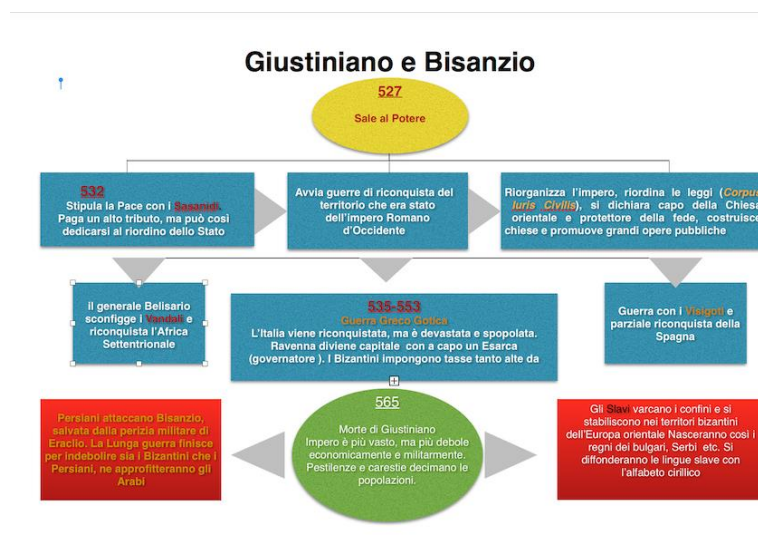 Giustiniano e Bisanzio
527
Sale al Potere
532
Stipula la Pace con i Sasanidi.
Paga un alto tributo, ma può così
dedicarsi al riordino dello Stato
Avvia guerre di riconquista del
territorio che era stato
dell'impero Romano
d'Occidente
Riorganizza l'impero, riordina le leggi (Corpus
Iuris Civilis), si dichiara capo della Chiesa
orientale e protettore della fede, costruisce
chiese e promuove grandi opere pubbliche
il generale Belisario
sconfigge i Vandali e
riconquista l'Africa
Settentrionale
535-553
Guerra Greco Gotica
L'Italia viene riconquistata, ma è devastata e spopolata.
Ravenna diviene capitale con a capo un Esarca
(governatore ). I Bizantini impongono tasse tanto alte da
Guerra con i Visigoti e
parziale riconquista della
Spagna
Persiani attaccano Bisanzio,
salvata dalla perizia militare di
Eraclio. La Lunga guerra finisce
per indebolire sia i Bizantini che i
Persiani, ne approfitteranno gli
Arabi
565
Morte di Giustiniano
Impero è più vasto, ma più debole
economicamente e militarmente.
Pestilenze e carestie decimano le
popolazioni.
Gli Slavi varcano i confini e si
stabiliscono nei territori bizantini
dell'Europa orientale Nasceranno così i
regni dei bulgari, Serbi etc. Si
diffonderanno le lingue slave con
l'alfabeto cirillico